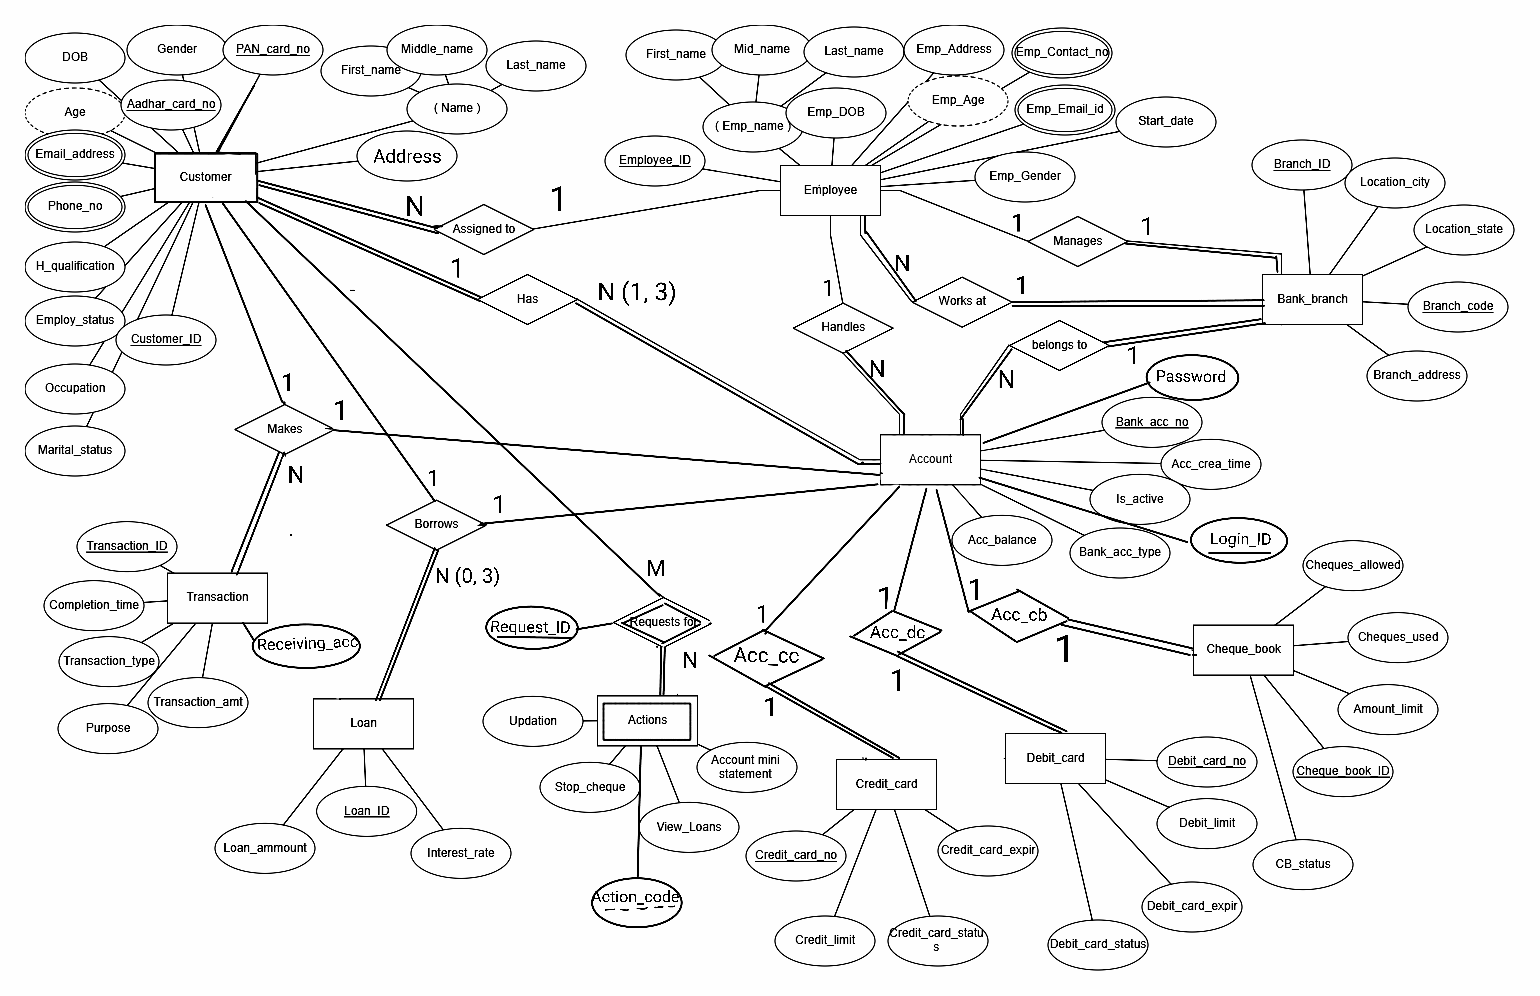 DOB
Gender
PAN_card_no
First_name
Middle_name
Last_name
Age
Aadhar_card_no
( Name )
Email_address
Customer
Address
Phone_no
H_qualification
Employ_status
Customer_ID
Occupation
Marital_status
First_name
Mid_name
Last_name
Emp_Address
Emp_Contact_no
( Emp_name )
Emp_DOB
Emp_Age
Emp_Email_id
Start_date
Employee_ID
Employee
Emp_Gender
Branch_ID
Location_city
Location_state
Bank_branch
Branch_code
Branch_address
N
Assigned to
1
1
Manages
1
1
Has
N (1, 3)
1
Handles
N
N
Works at
1
belongs to
1
N
1
Makes
1
N
1
Borrows
1
N (0, 3)
Account
Password
Bank_acc_no
Acc_crea_time
Is_active
Login_ID
Bank_acc_type
Acc_balance
Transaction_ID
Completion_time
Transaction
Transaction_type
Receiving_acc
Transaction_amt
Purpose
Loan
Loan_ammount
Loan_ID
Interest_rate
M
Request_ID
Requests for
N
Updation
Actions
Account mini
statement
Stop_cheque
View_Loans
Action_code
1
Acc_cc
1
1
Acc_dc
1
1
Acc_cb
1
Credit_card
Credit_card_no
Credit_card_expir
Credit_limit
Credit_card_statu
s
Debit_card
Debit_card_no
Debit_limit
Debit_card_expir
Debit_card_status
Cheques_allowed
Cheque_book
Cheques_used
Amount_limit
Cheque_book_ID
CB_status